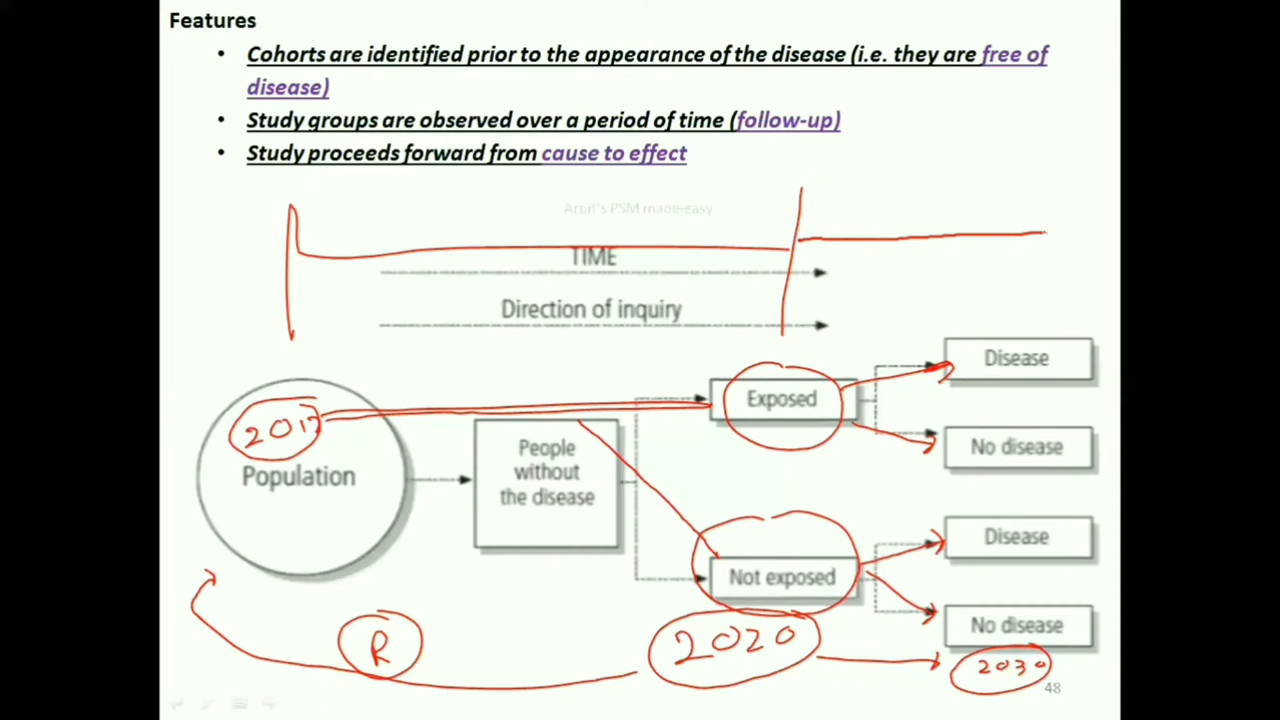 Features
• Cohorts are identified prior to the appearance of the disease (i.e. they are free of
disease)
• Study groups are observed over a period of time (follow-up)
• Study proceeds forward from cause to effect
TIME
Direction of inquiry
Disease
Exposed
2017
No disease
Population
People
without
the disease
Disease
Not exposed
No disease
R
2020
2030
48